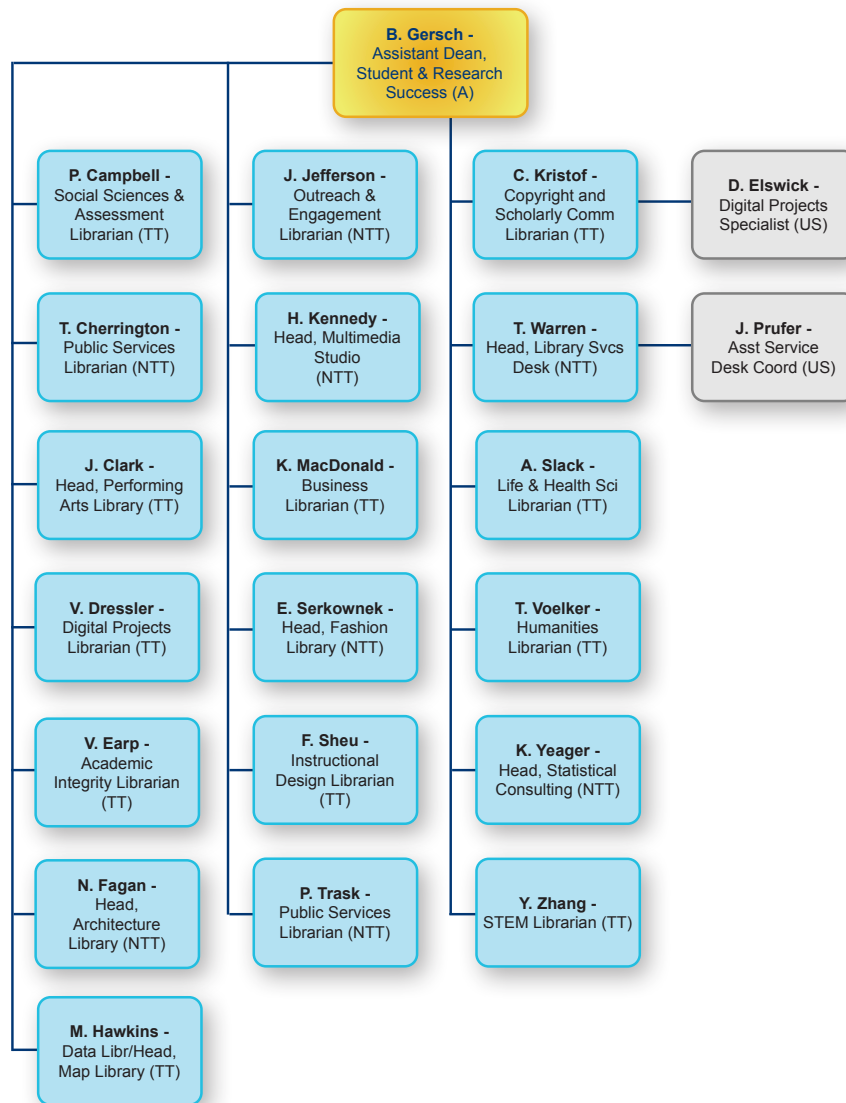 B. Gersch -
Assistant Dean,
Student & Research
Success (A)
P. Campbell -
Social Sciences &
Assessment
Librarian (TT)
T. Cherrington -
Public Services
Librarian (NTT)
J. Clark -
Head, Performing
Arts Library (TT)
V. Dressler -
Digital Projects
Librarian (TT)
V. Earp -
Academic
Integrity Librarian
(TT)
N. Fagan -
Head,
Architecture
Library (NTT)
M. Hawkins -
Data Libr/Head,
Map Library (TT)
J. Jefferson -
Outreach &
Engagement
Librarian (NTT)
H. Kennedy -
Head, Multimedia
Studio
(NTT)
K. MacDonald -
Business
Librarian (TT)
E. Serkownek -
Head, Fashion
Library (NTT)
F. Sheu -
Instructional
Design Librarian
(TT)
P. Trask -
Public Services
Librarian (NTT)
C. Kristof -
Copyright and
Scholarly Comm
Librarian (TT)
D. Elswick -
Digital Projects
Specialist (US)
T. Warren -
Head, Library Svcs
Desk (NTT)
J. Prufer -
Asst Service
Desk Coord (US)
A. Slack -
Life & Health Sci
Librarian (TT)
T. Voelker -
Humanities
Librarian (TT)
K. Yeager -
Head, Statistical
Consulting (NTT)
Y. Zhang -
STEM Librarian (TT)